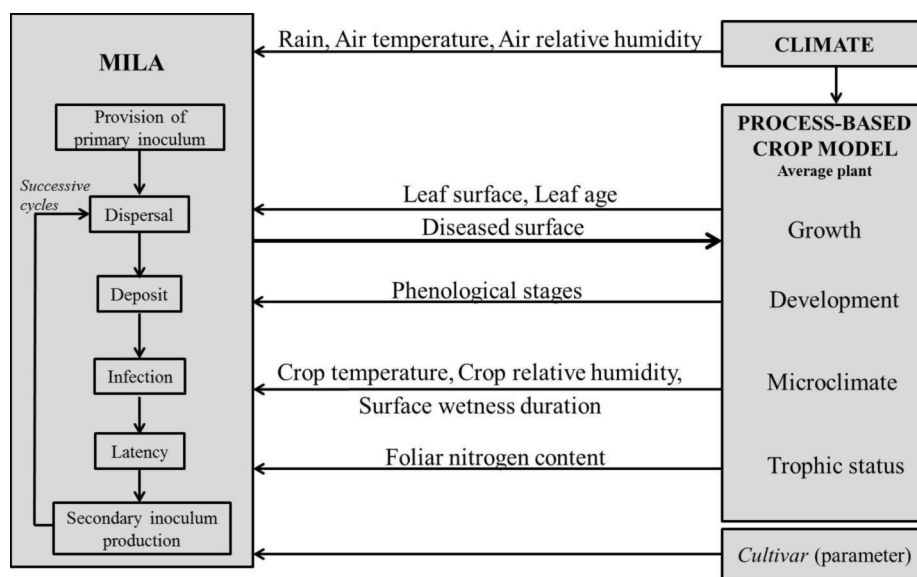 MILA
Provision of
primary inoculum
Successive
cycles
Dispersal
Deposit
Infection
Latency
Secondary inoculum
production
Rain, Air temperature, Air relative humidity
Leaf surface, Leaf age
Diseased surface
Phenological stages
Crop temperature, Crop relative humidity,
Surface wetness duration
Foliar nitrogen content
CLIMATE
PROCESS-BASED
CROP MODEL
Average plant
Growth
Development
Microclimate
Trophic status
Cultivar (parameter)